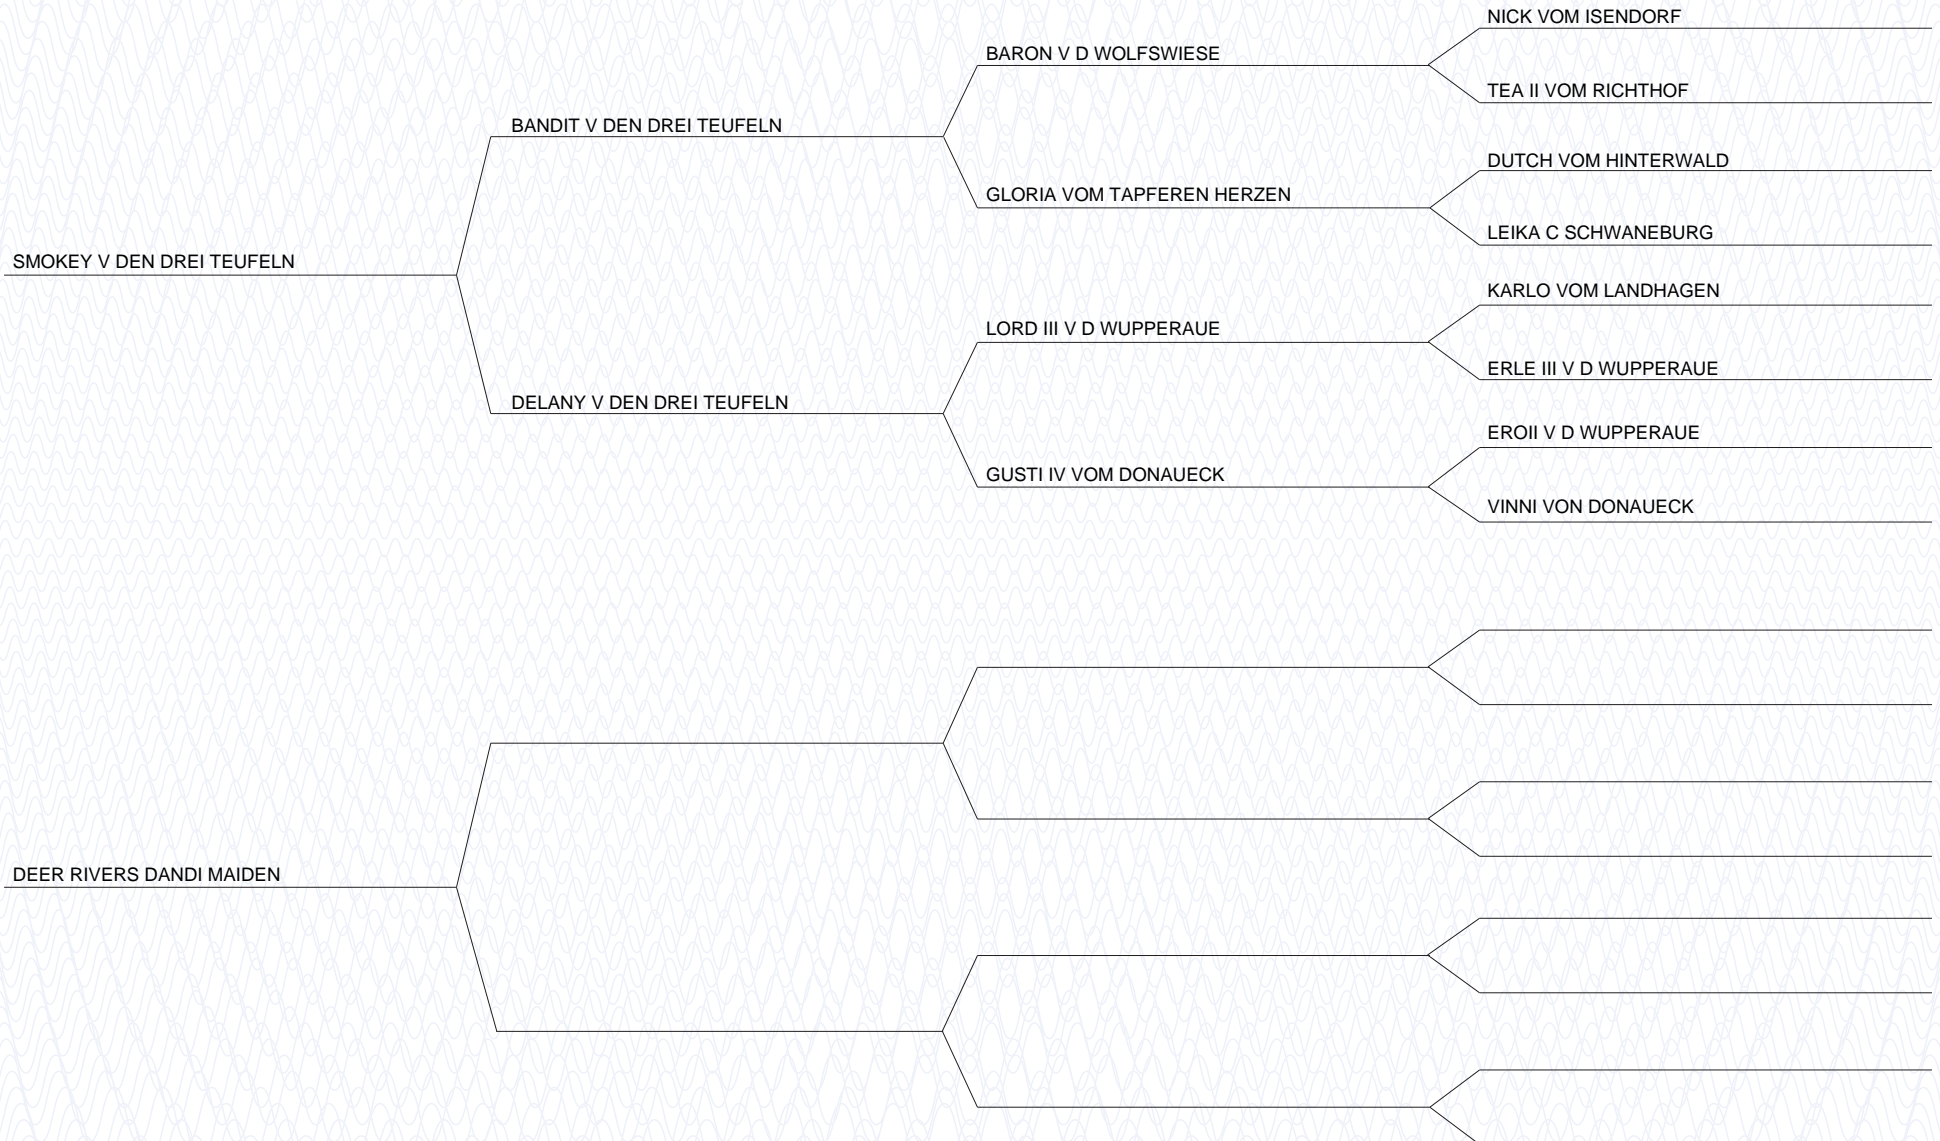 NICK VOM ISENDORF
BARON V D WOLFSWIESE
TEA II VOM RICHTHOF
BANDIT V DEN DREI TEUFELN
DUTCH VOM HINTERWALD
GLORIA VOM TAPFEREN HERZEN
LEIKA C SCHWANEBURG
SMOKEY V DEN DREI TEUFELN
KARLO VOM LANDHAGEN
LORD III V D WUPPERAUE
ERLE III V D WUPPERAUE
DELANY V DEN DREI TEUFELN
EROII V D WUPPERAUE
GUSTI IV VOM DONAUECK
VINNI VON DONAUECK
DEER RIVERS DANDI MAIDEN